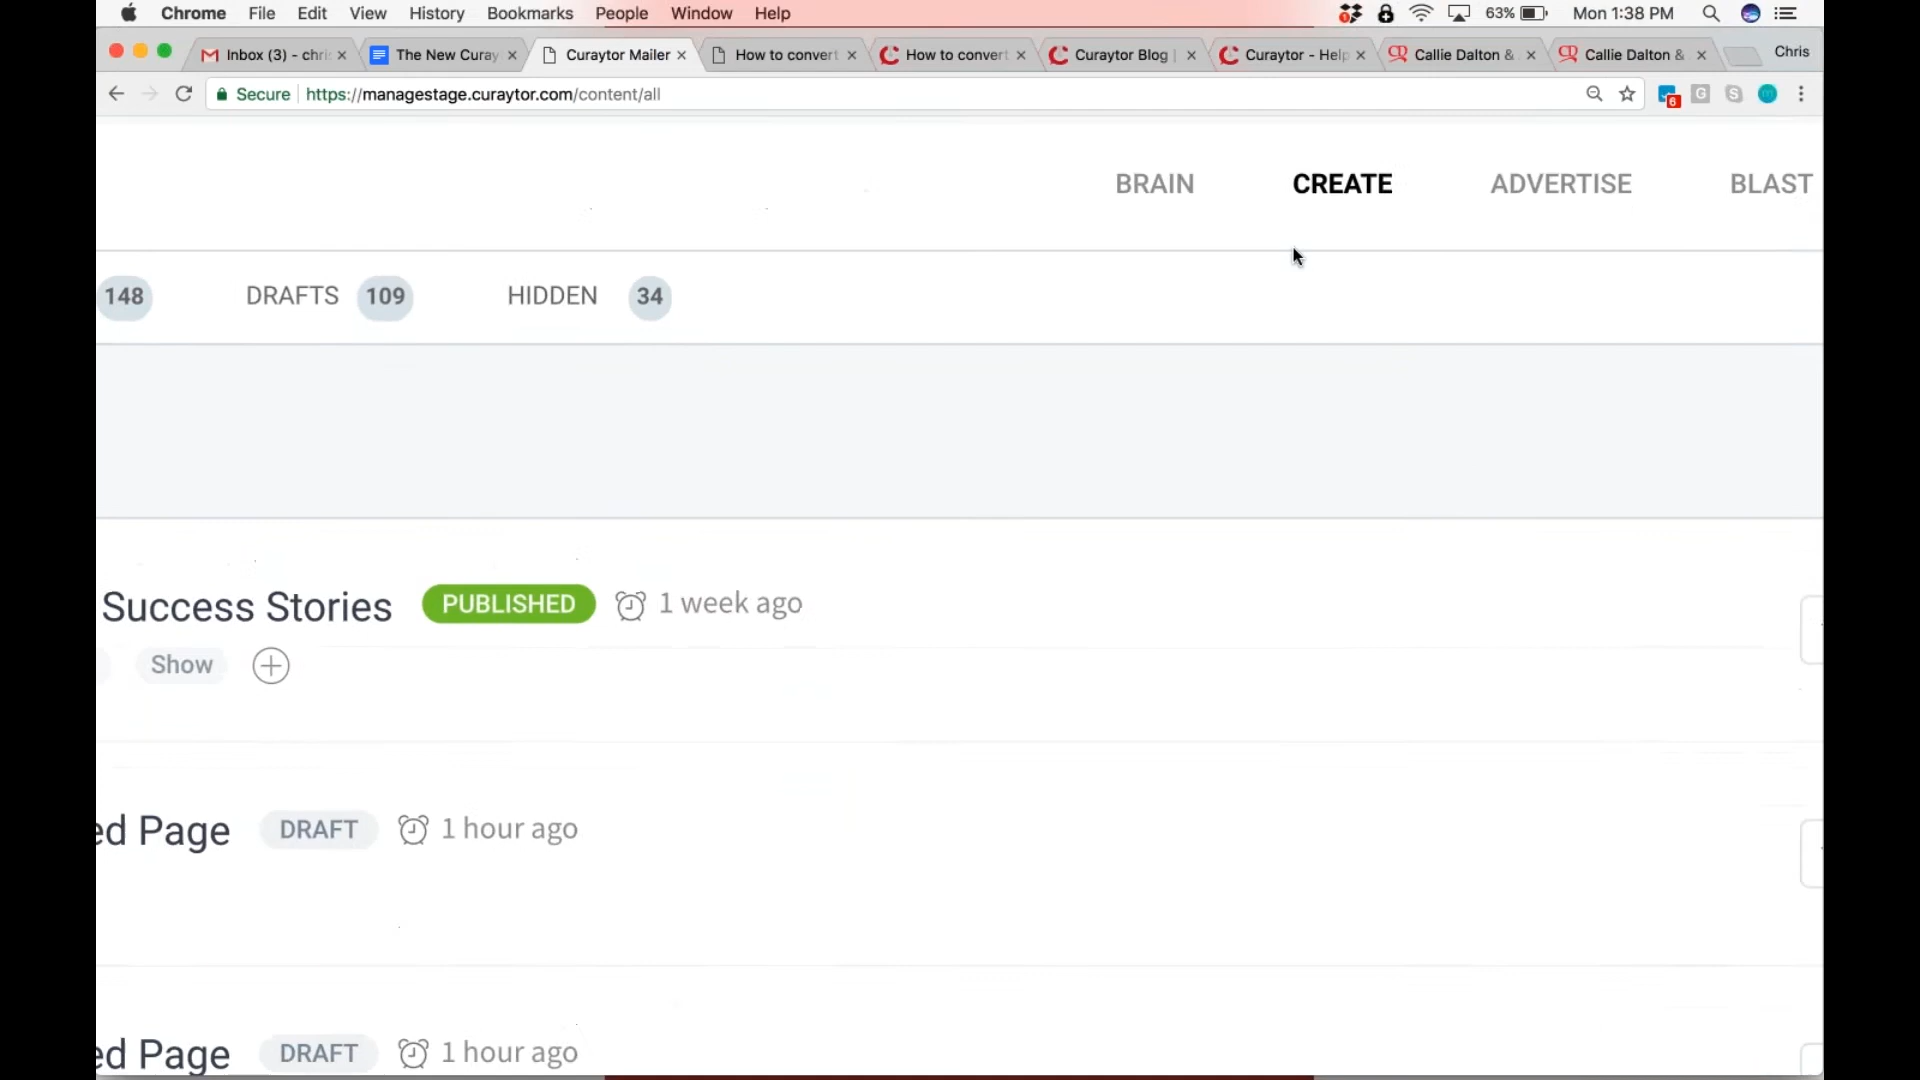 Chrome File Edit View History Bookmarks People Window Help 63% Mon 1:38 PM
Inbox (3) - chri The New Curay Curaytor Mailer How to convert How to convert Curaytor Blog | Curaytor - Help Callie Dalton & Callie Dalton & Chris
Secure https://managestage.curaytor.com/content/all 6 G S
BRAIN CREATE ADVERTISE BLAST
148 DRAFTS 109 HIDDEN 34
Success Stories PUBLISHED 1 week ago
Show
ed Page DRAFT 1 hour ago
ed Page DRAFT 1 hour ago